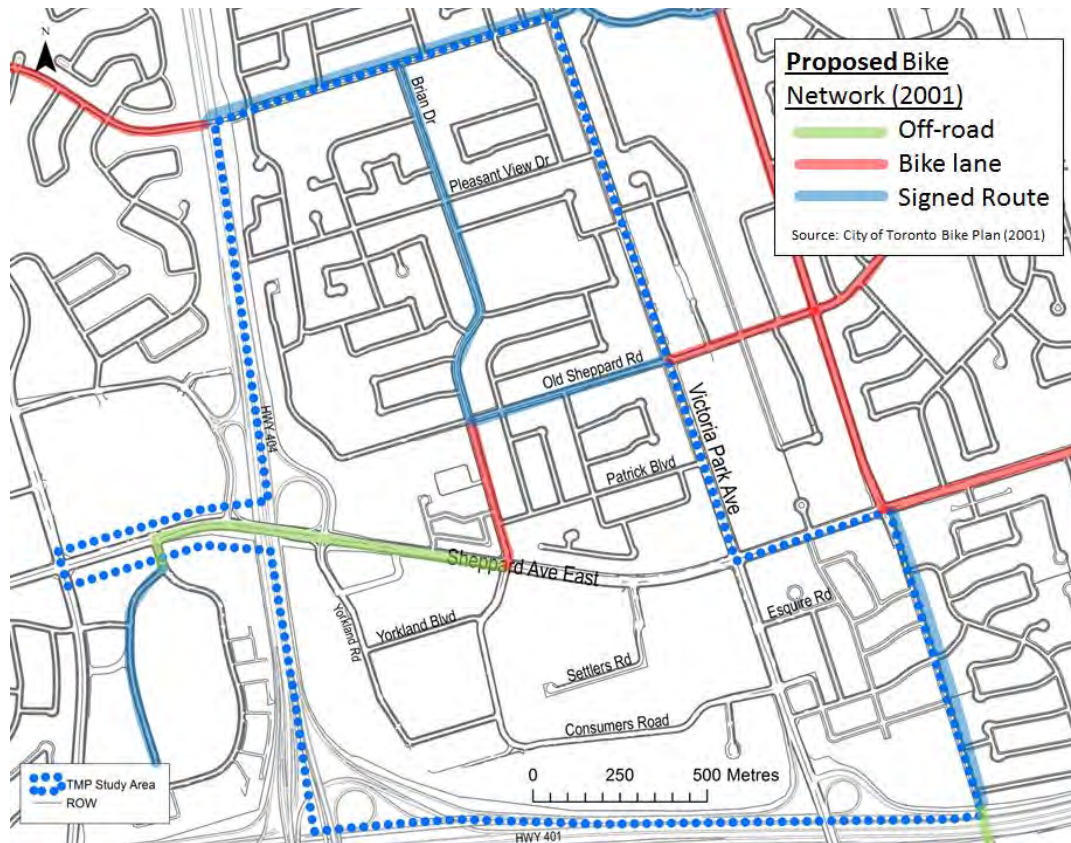 N
Proposed Bike
Network (2001)
Off-road
Bike lane
Signed Route
Source: City of Toronto Bike Plan (2001)
Brian Dr
Pleasant View Dr
Old Sheppard Rd
Victoria Park Ave
HWY 404
Patrick Blvd
Sheppard Ave East
Esquire Rd
Yorkland Rd
Yorkland Blvd
Settlers Rd
Consumers Road
0 250 500 Metres
TMP Study Area
ROW
HWY 401